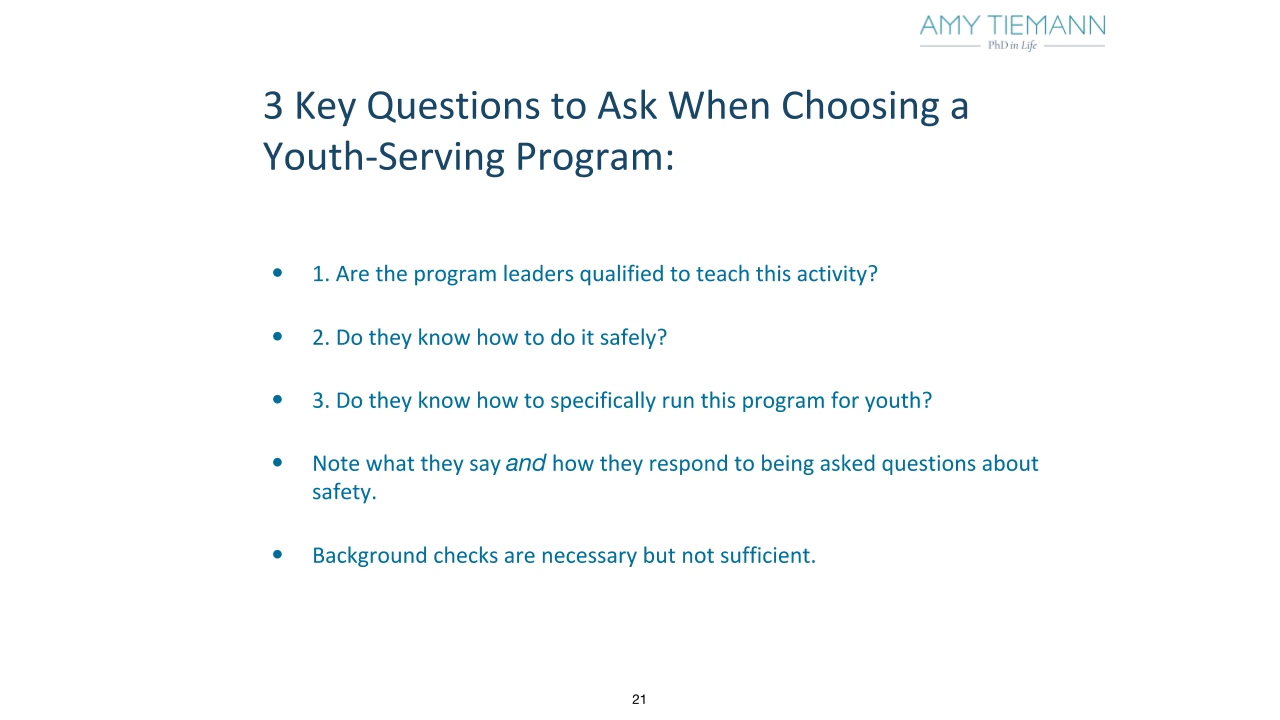 AMY TIEMANN
PhD in Life
3 Key Questions to Ask When Choosing a
Youth-Serving Program:
• 1. Are the program leaders qualified to teach this activity?
• 2. Do they know how to do it safely?
• 3. Do they know how to specifically run this program for youth?
• Note what they say and how they respond to being asked questions about
safety.
• Background checks are necessary but not sufficient.
21